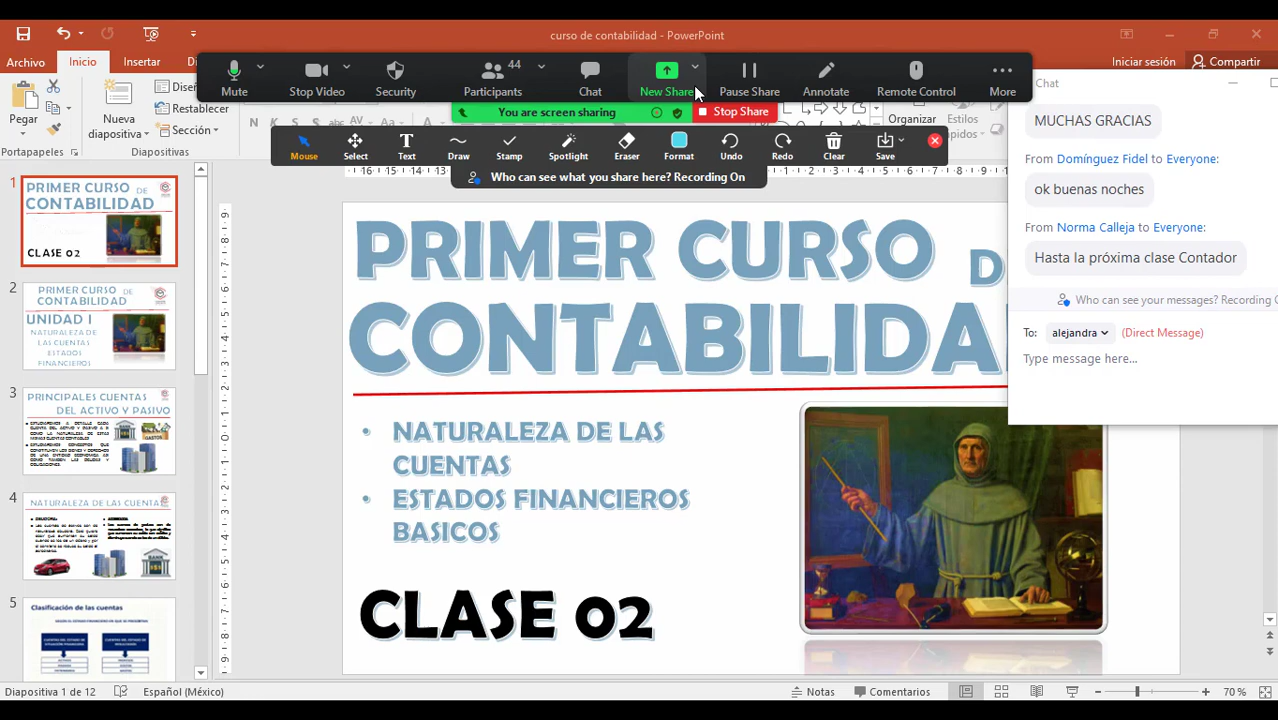 curso de contabilidad - PowerPoint
Archivo
Inicio
Insertar
Iniciar sesión
Compartir
Mute
Stop Video
Security
44
Participants
Chat
New Share
Pause Share
Annotate
Remote Control
More
You are screen sharing
Stop Share
Mouse
Select
Text
Draw
Stamp
Spotlight
Eraser
Format
Undo
Redo
Clear
Save
Who can see what you share here? Recording On
Pegar
Portapapeles
Nueva
diapositiva
Restablecer
Sección
Diapositivas
Organizar
Chat
MUCHAS GRACIAS
From Domínguez Fidel to Everyone:
ok buenas noches
From Norma Calleja to Everyone:
Hasta la próxima clase Contador
Who can see your messages? Recording
To: alejandra (Direct Message)
Type message here...
1
PRIMER CURSO DE
CONTABILIDAD
CLASE 02
2
PRIMER CURSO DE
CONTABILIDAD
UNIDAD I
NATURALEZA DE
LAS CUENTAS
ESTADOS
FINANCIEROS
3
PRINCIPALES CUENTAS
DEL ACTIVO Y PASIVO
4
NATURALEZA DE LAS CUENTAS
BANK
5
Clasificación de las cuentas
PRIMER CURSO
CONTABILIDA
• NATURALEZA DE LAS
CUENTAS
• ESTADOS FINANCIEROS
BASICOS
CLASE 02
Diapositiva 1 de 12
Español (México)
Notas
Comentarios
70 %